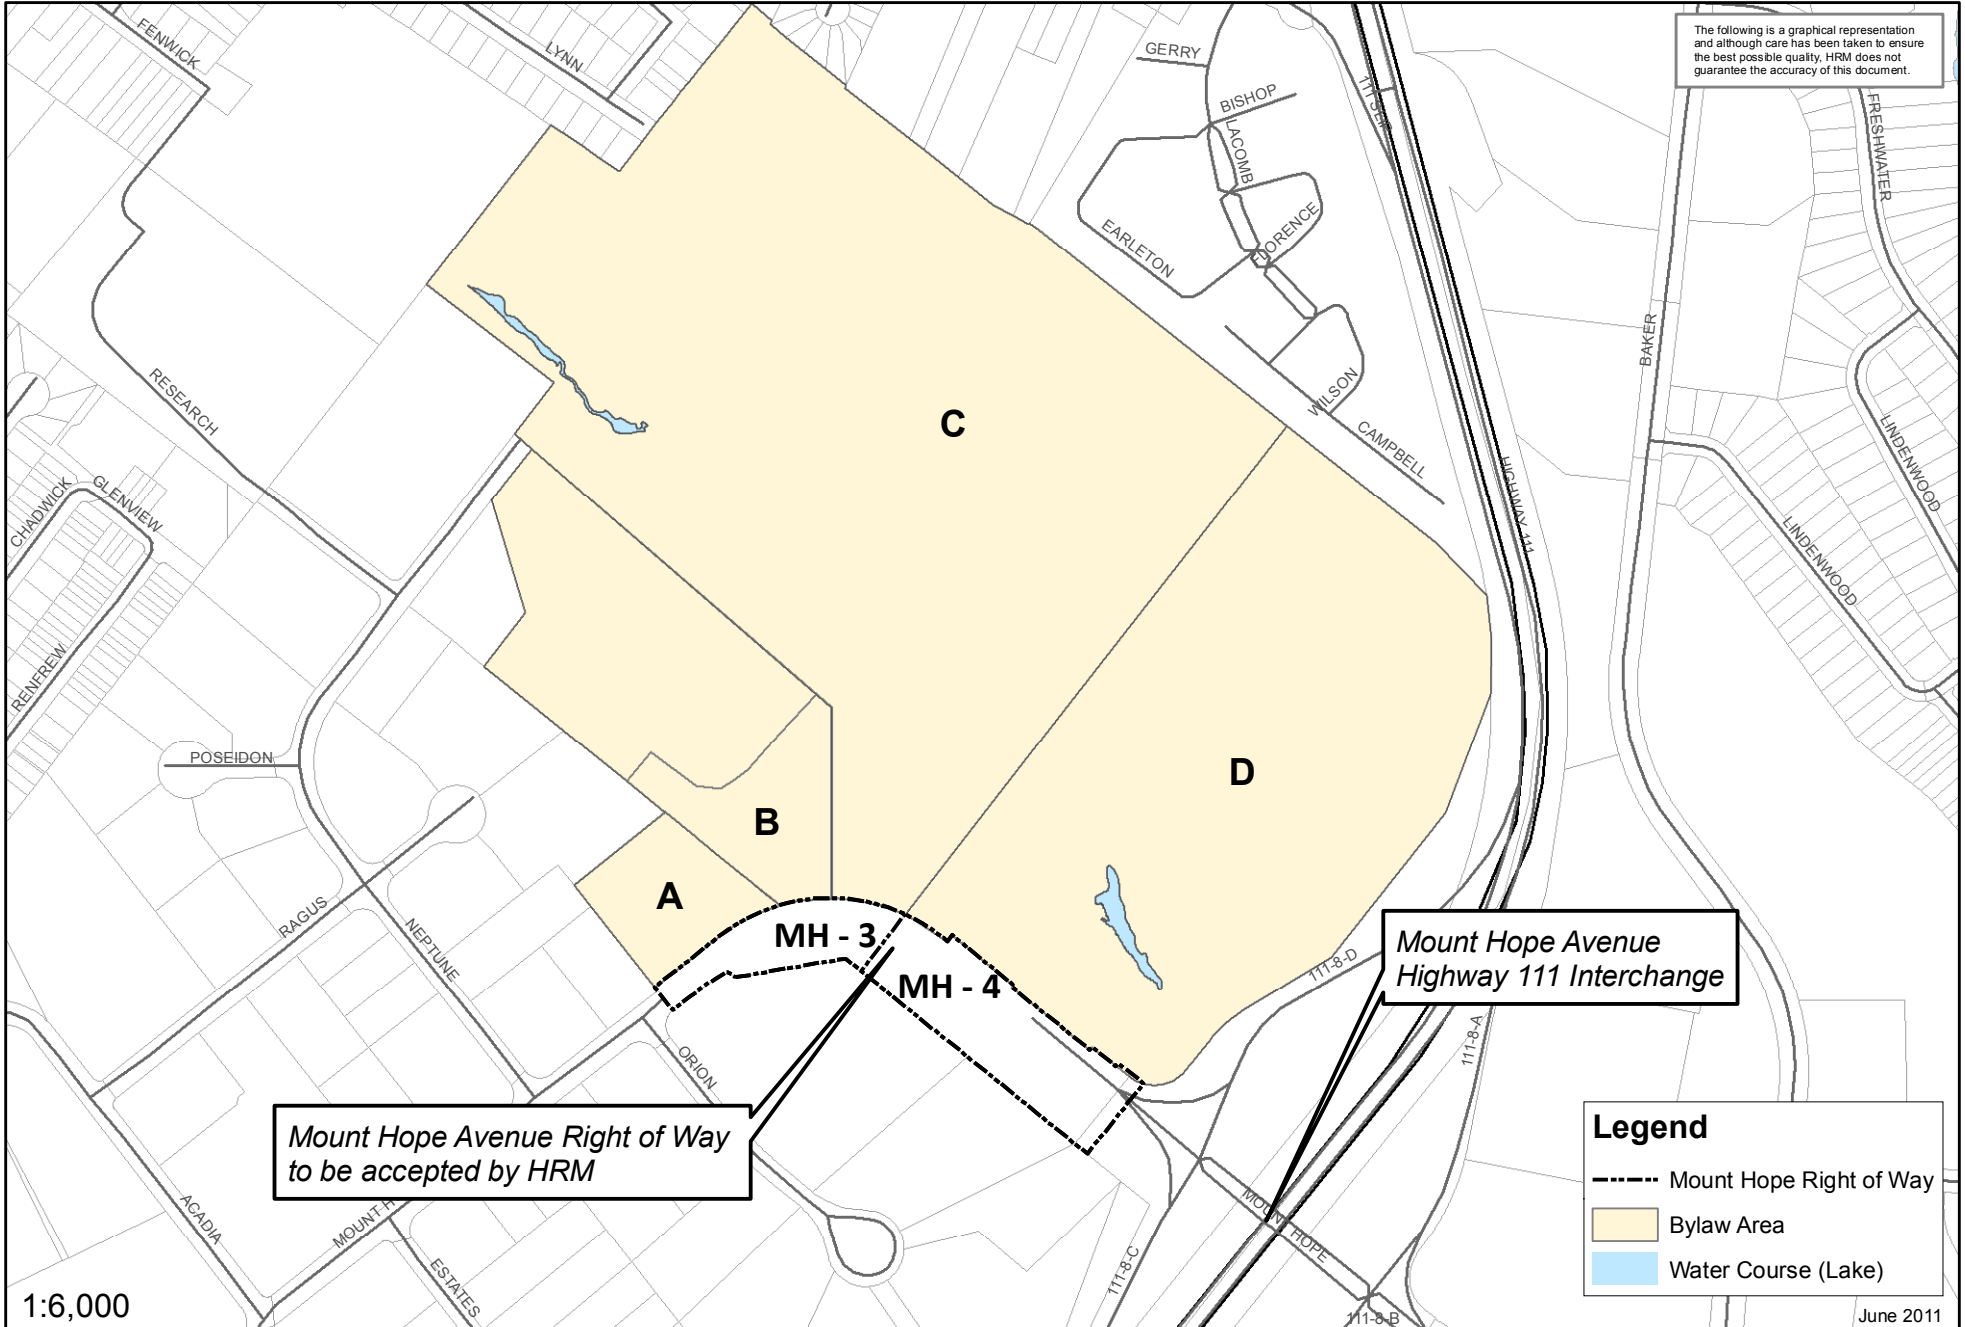 The following is a graphical representation
and although care has been taken to ensure
the best possible quality, HRM does not
guarantee the accuracy of this document.
FENWICK
LYNN
GERRY
BISHOP
LACOMB
111 SLIP
FRESHWATER
EARLETON
FLORENCE
BAKER
RESEARCH
WILSON
CAMPBELL
C
HIGHWAY 111
LINDENWOOD
LINDENWOOD
CHADWICK
GLENVIEW
RENFREW
POSEIDON
D
B
A
RAGUS
NEPTUNE
MH - 3
MH - 4
Mount Hope Avenue
Highway 111 Interchange
111-8-D
111-8-A
ORION
Mount Hope Avenue Right of Way
to be accepted by HRM
ACADIA
MOUNT H
ESTATES
MOUNT HOPE
111-8-C
111-8-B
Legend
Mount Hope Right of Way
Bylaw Area
Water Course (Lake)
1:6,000
June 2011